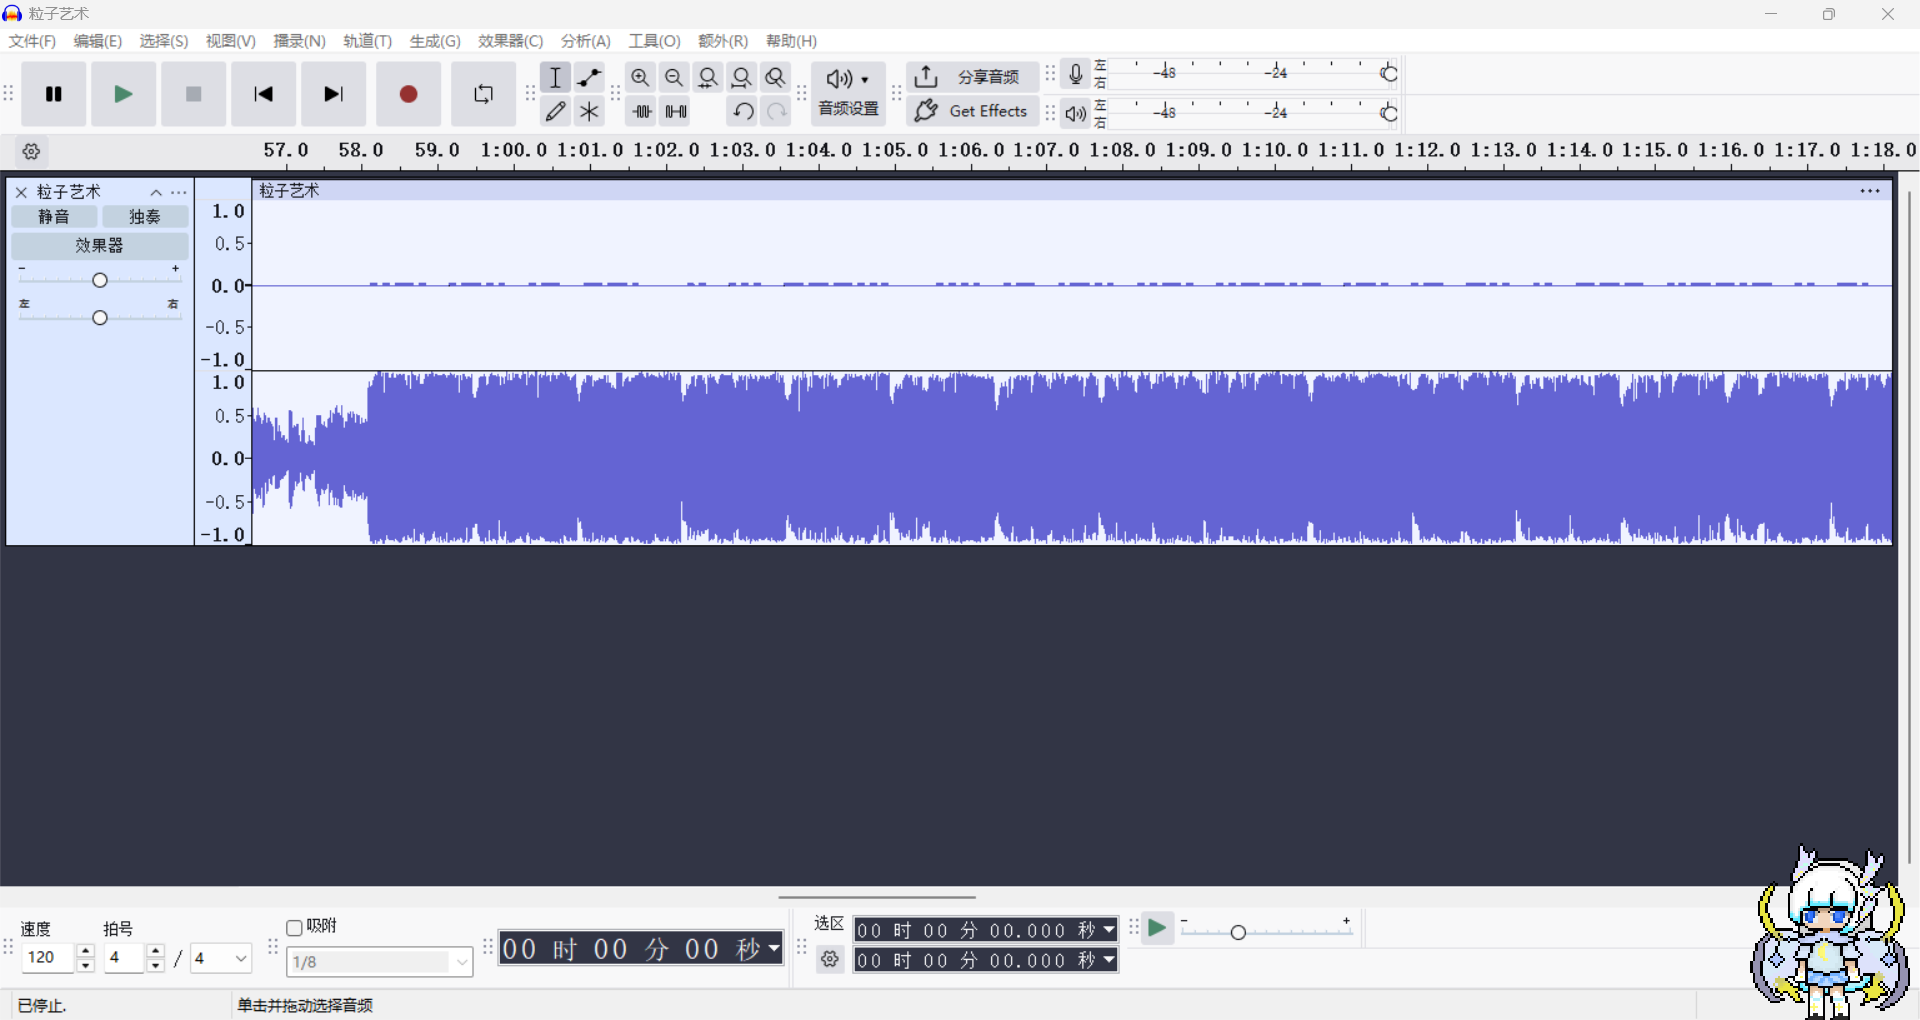 粒子艺术
文件(F) 编辑(E) 选择(S) 视图(V) 播录(N) 轨道(T) 生成(G) 效果器(C) 分析(A) 工具(O) 额外(R) 帮助(H)
音频设置
分享音频
Get Effects
左 -48 -24 0
右
左 -48 -24 0
右
57.0 58.0 59.0 1:00.0 1:01.0 1:02.0 1:03.0 1:04.0 1:05.0 1:06.0 1:07.0 1:08.0 1:09.0 1:10.0 1:11.0 1:12.0 1:13.0 1:14.0 1:15.0 1:16.0 1:17.0 1:18.0
粒子艺术 ...
静音 独奏
效果器
- +
左 右
粒子艺术 ...
1.0
0.5
0.0
-0.5
-1.0
1.0
0.5
0.0
-0.5
-1.0
速度 拍号
120 4 / 4
吸附
1/8
00 时 00 分 00 秒
选区
00 时 00 分 00.000 秒
00 时 00 分 00.000 秒
- +
已停止. 单击并拖动选择音频